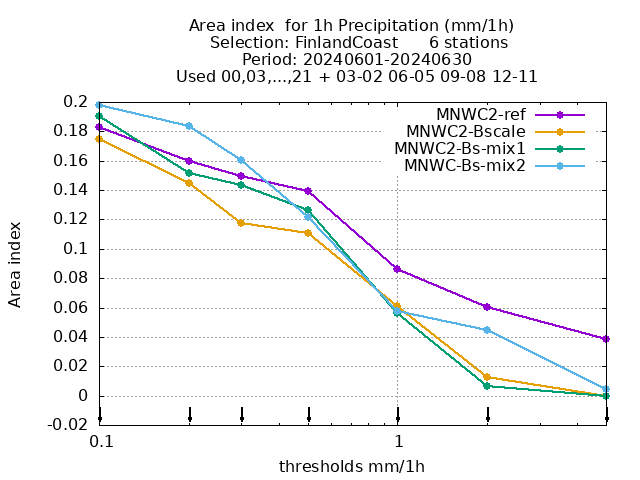 Area index  for 1h Precipitation (mm/1h)
Selection: FinlandCoast      6 stations
Period: 20240601-20240630
Used 00,03,...,21 + 03-02 06-05 09-08 12-11
MNWC2-ref
MNWC2-Bscale
MNWC2-Bs-mix1
MNWC-Bs-mix2
0.2
0.18
0.16
0.14
0.12
0.1
0.08
0.06
0.04
0.02
0
-0.02
Area index
0.1 1
thresholds mm/1h